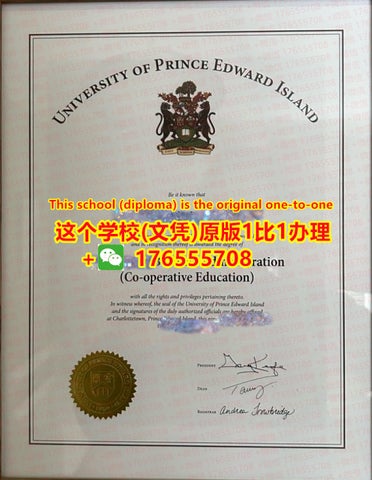 UNIVERSITY OF PRINCE EDWARD ISLAND
Be it known that
This school (diploma) is the original one-to-one
这个学校(文凭)原版1比1办理
+ 176555708
(Co-operative Education)
with all the rights and privileges pertaining thereto.
In witness whereof, the seal of the University of Prince Edward Island
and the signatures of the duly authorized officials are hereby affixed
at Charlottetown, Prince Edward Island, this
PRESIDENT
DEAN
REGISTRAR Andrea Trowbridge